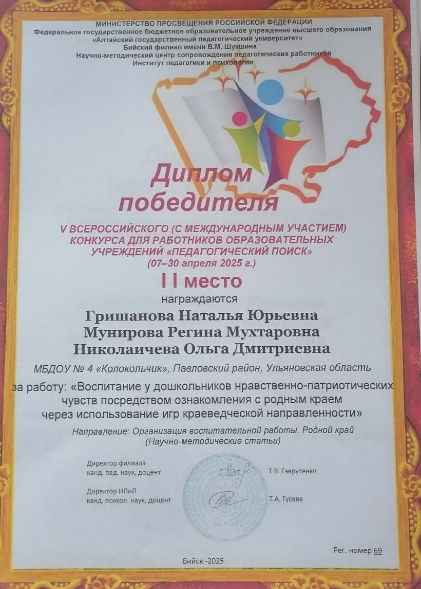 МИНИСТЕРСТВО ПРОСВЕЩЕНИЯ РОССИЙСКОЙ ФЕДЕРАЦИИ
Федеральное государственное бюджетное образовательное учреждение высшего образования
«Алтайский государственный педагогический университет»
Бийский филиал имени В.М. Шукшина
Научно-методический центр сопровождения педагогических работников
Институт педагогики и психологии
Диплом
победителя
V ВСЕРОССИЙСКОГО (С МЕЖДУНАРОДНЫМ УЧАСТИЕМ)
КОНКУРСА ДЛЯ РАБОТНИКОВ ОБРАЗОВАТЕЛЬНЫХ
УЧРЕЖДЕНИЙ «ПЕДАГОГИЧЕСКИЙ ПОИСК»
(07–30 апреля 2025 г.)
II место
награждаются
Гришанова Наталья Юрьевна
Мунирова Регина Мухтаровна
Николаичева Ольга Дмитриевна
МБДОУ № 4 «Колокольчик», Павловский район, Ульяновская область
за работу: «Воспитание у дошкольников нравственно-патриотических
чувств посредством ознакомления с родным краем
через использование игр краеведческой направленности»
Направление: Организация воспитательной работы. Родной край
(Научно-методические статьи)
Директор филиала
канд. пед. наук, доцент
Т.В. Гаврутенко
Директор ИПиП
канд. психол. наук, доцент
Т.А. Гусева
Рег. номер 69
Бийск -2025